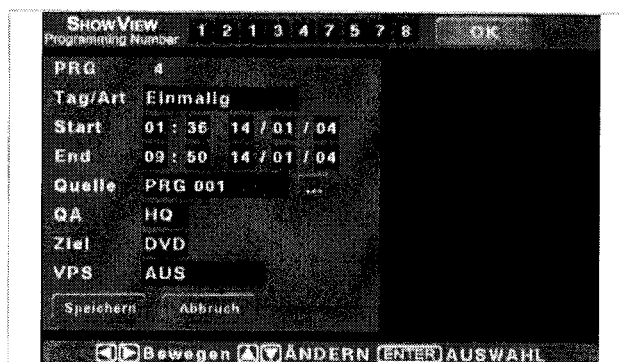 SHOWVIEW
Programming Number 1 2 1 3 4 7 5 7 8 OK
PRG 4
Tag/Art Einmalig
Start 01 : 36 14 / 01 / 04
End 09 : 50 14 / 01 / 04
Quelle PRG 001 ...
QA HQ
Ziel DVD
VPS AUS
Speichern Abbruch
Bewegen ÄNDERN ENTER AUSWAHL